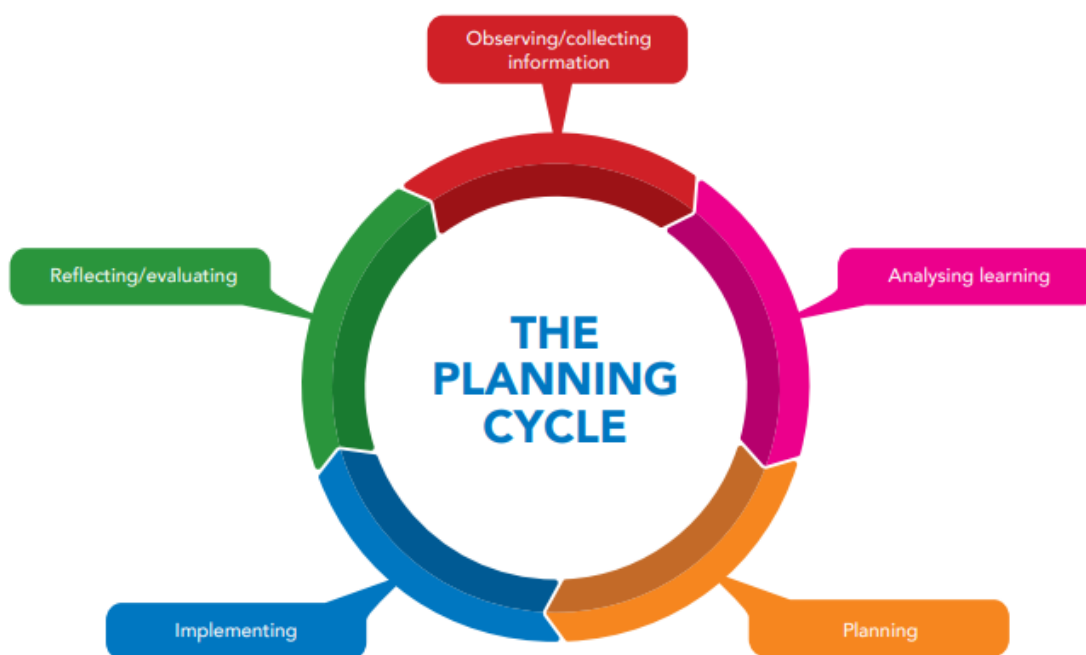 Observing/collecting
information
Reflecting/evaluating
Analysing learning
THE
PLANNING
CYCLE
Implementing
Planning